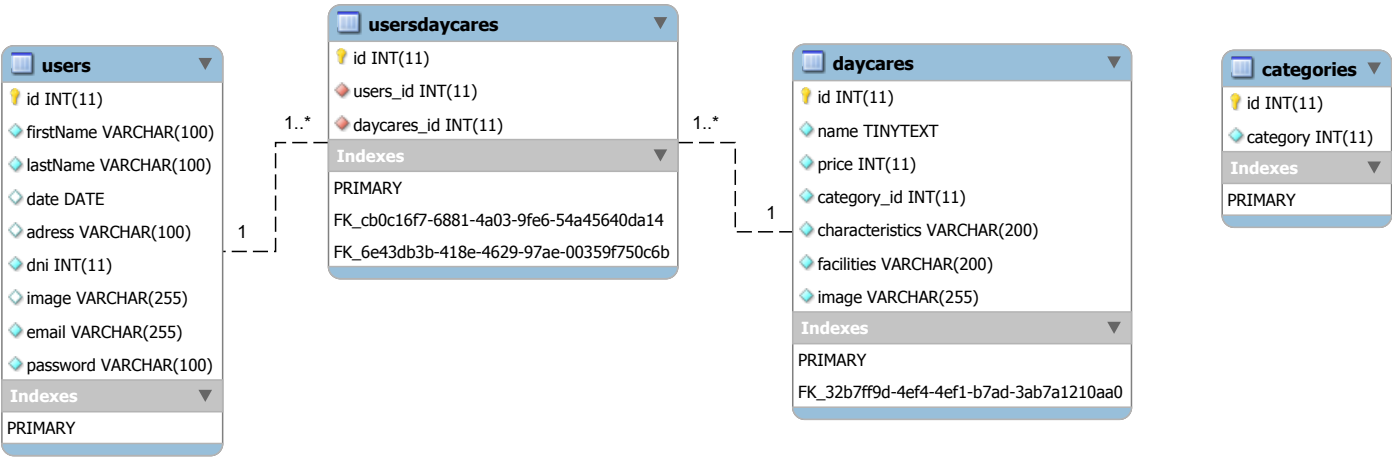 users
id INT(11)
firstName VARCHAR(100)
lastName VARCHAR(100)
date DATE
adress VARCHAR(100)
dni INT(11)
image VARCHAR(255)
email VARCHAR(255)
password VARCHAR(100)
Indexes
PRIMARY
1
1..*
usersdaycares
id INT(11)
users_id INT(11)
daycares_id INT(11)
Indexes
PRIMARY
FK_cb0c16f7-6881-4a03-9fe6-54a45640da14
FK_6e43db3b-418e-4629-97ae-00359f750c6b
1..*
1
daycares
id INT(11)
name TINYTEXT
price INT(11)
category_id INT(11)
characteristics VARCHAR(200)
facilities VARCHAR(200)
image VARCHAR(255)
Indexes
PRIMARY
FK_32b7ff9d-4ef4-4ef1-b7ad-3ab7a1210aa0
categories
id INT(11)
category INT(11)
Indexes
PRIMARY